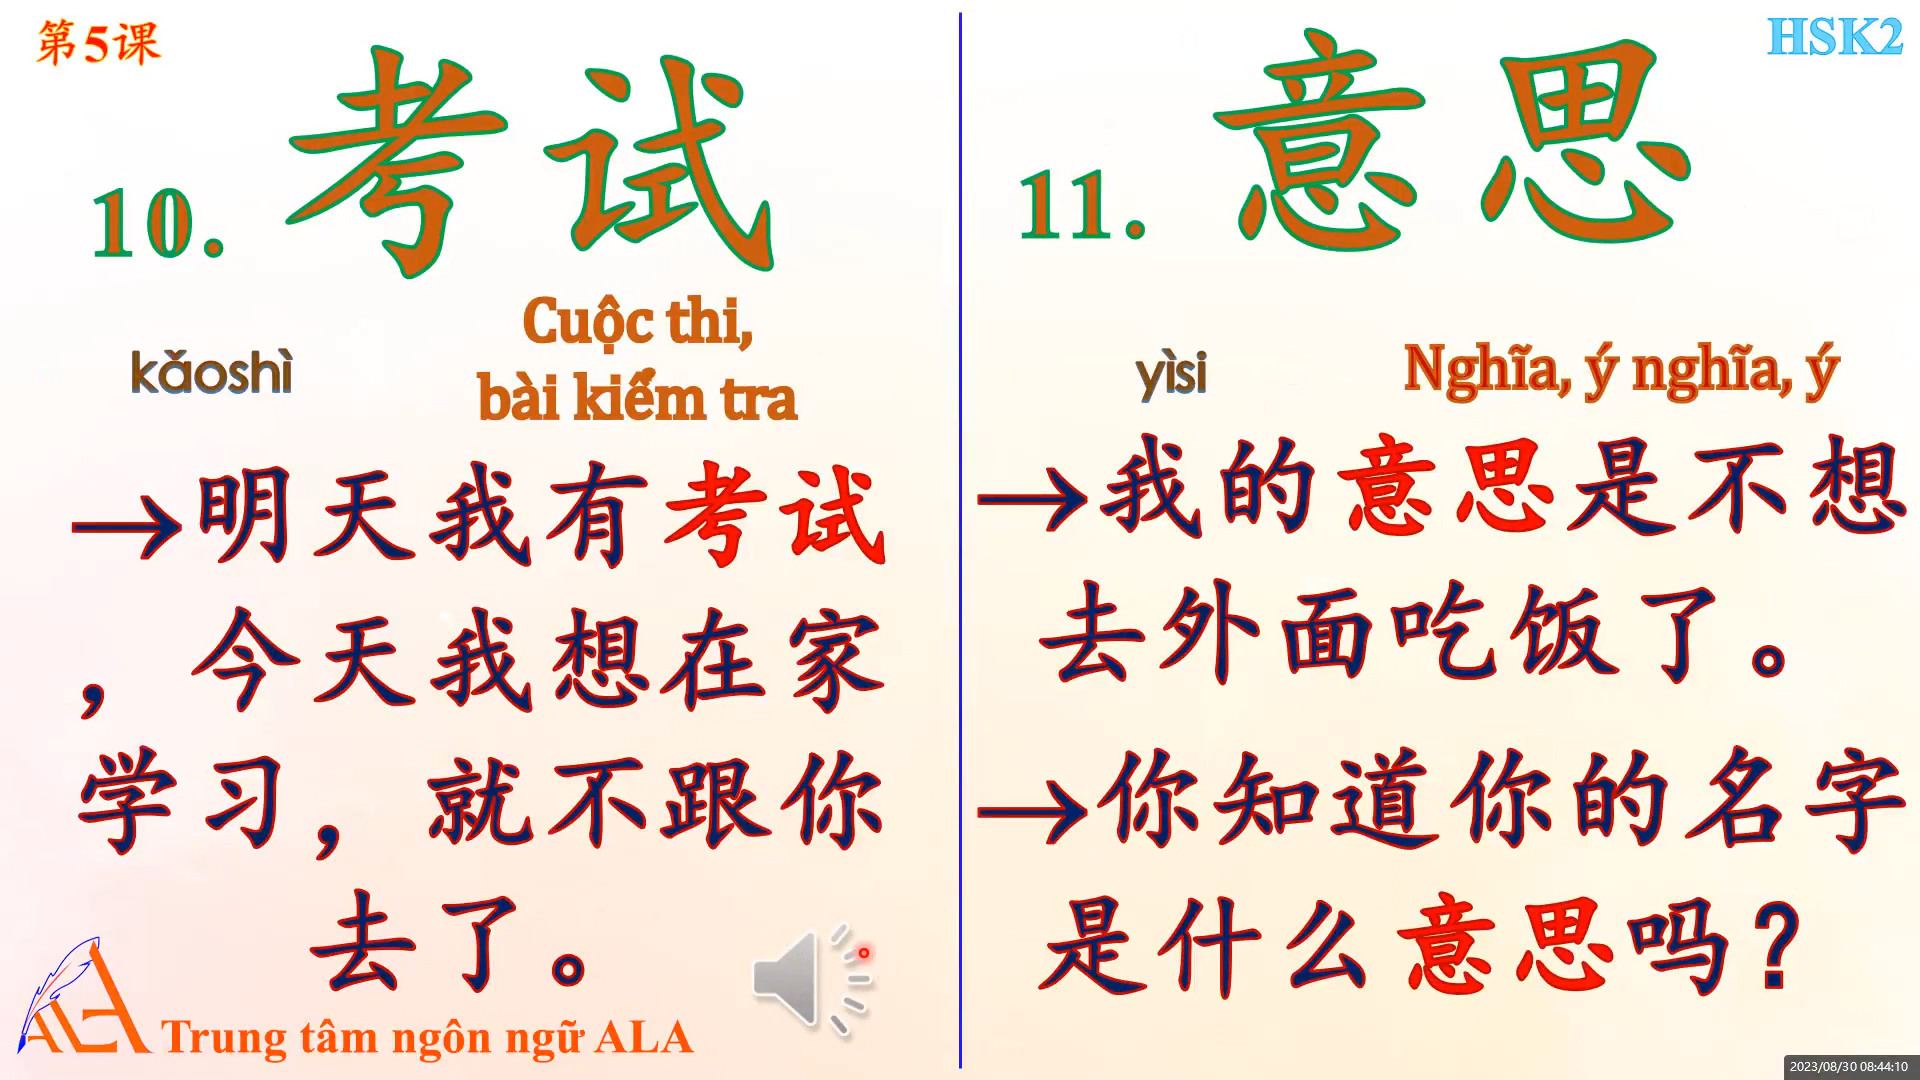 第5课
10. 考试
kǎoshì
Cuộc thi,
bài kiểm tra
→明天我有考试
，今天我想在家
学习，就不跟你
去了。
ALA
Trung tâm ngôn ngữ ALA
HSK2
11. 意思
yìsi
Nghĩa, ý nghĩa, ý
→我的意思是不想
去外面吃饭了。
→你知道你的名字
是什么意思吗？
2023/08/30 08:44:10